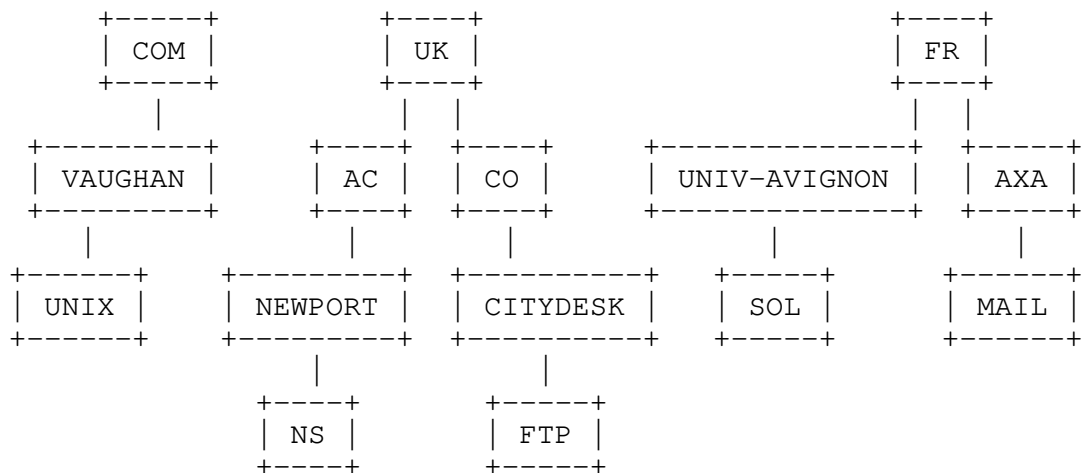 COM UK FR
VAUGHAN AC CO UNIV-AVIGNON AXA
UNIX NEWPORT CITYDESK SOL MAIL
NS FTP